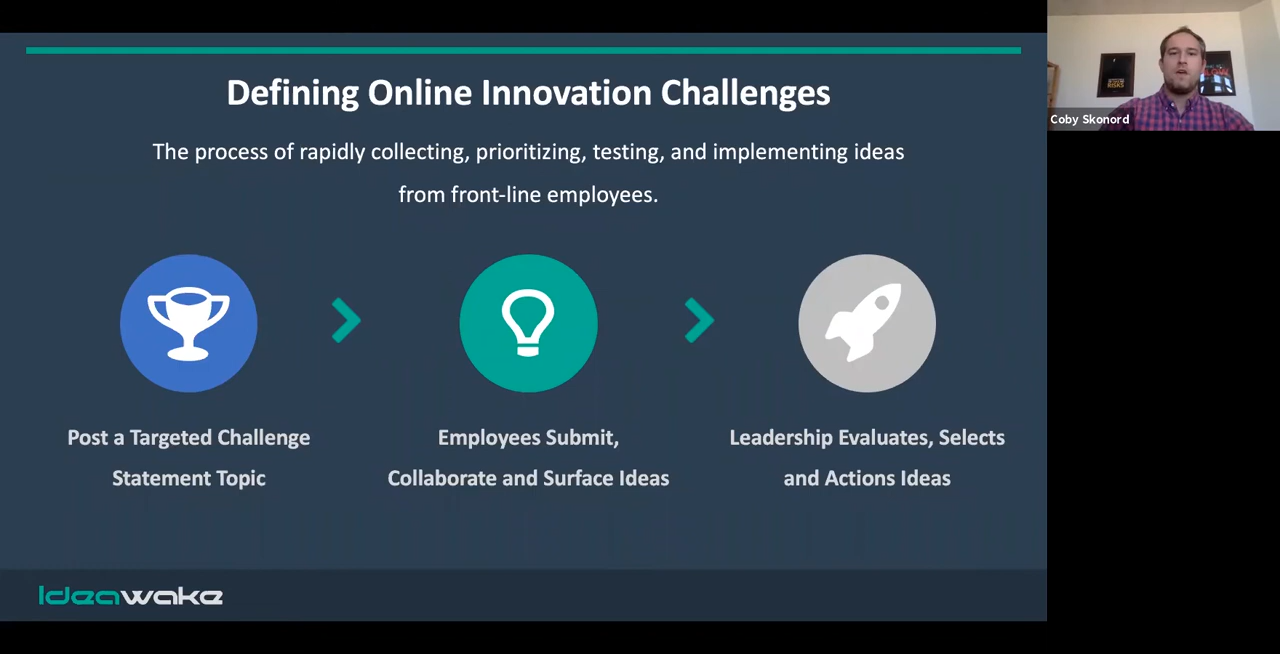 Defining Online Innovation Challenges
The process of rapidly collecting, prioritizing, testing, and implementing ideas
from front-line employees.
Post a Targeted Challenge
Statement Topic
Employees Submit,
Collaborate and Surface Ideas
Leadership Evaluates, Selects
and Actions Ideas
Ideawake
Coby Skonord
RISKS